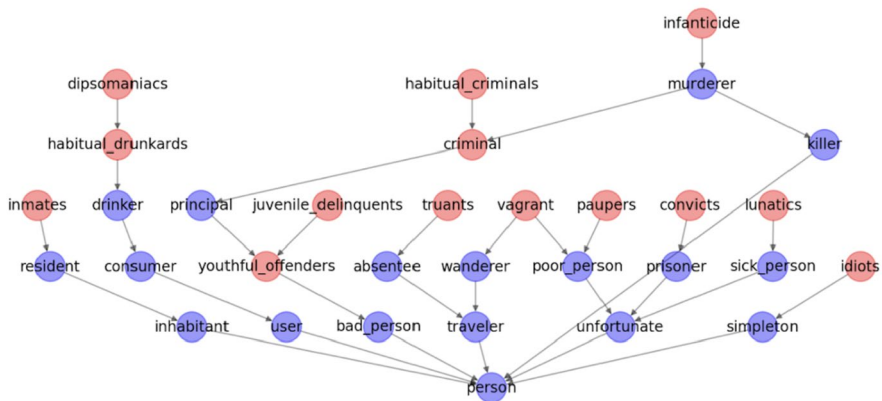 infanticide
dipsomaniacs habitual_criminals murderer
habitual_drunkards criminal killer
inmates drinker principal juvenile_delinquents truants vagrant paupers convicts lunatics
resident consumer youthful_offenders absentee wanderer poor_person prisoner sick_person idiots
inhabitant user bad_person traveler unfortunate simpleton
person